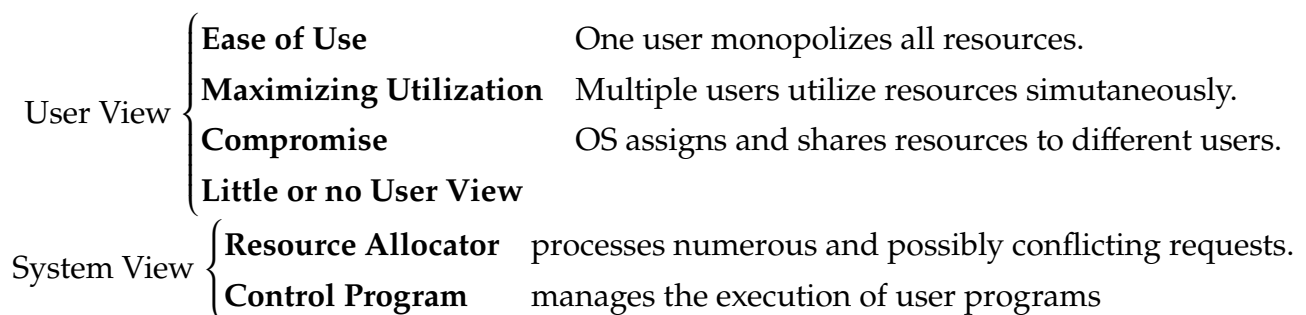 Ease of Use One user monopolizes all resources.
Maximizing Utilization Multiple users utilize resources simutaneously.
User View
Compromise OS assigns and shares resources to different users.
Little or no User View
Resource Allocator processes numerous and possibly conflicting requests.
System View
Control Program manages the execution of user programs